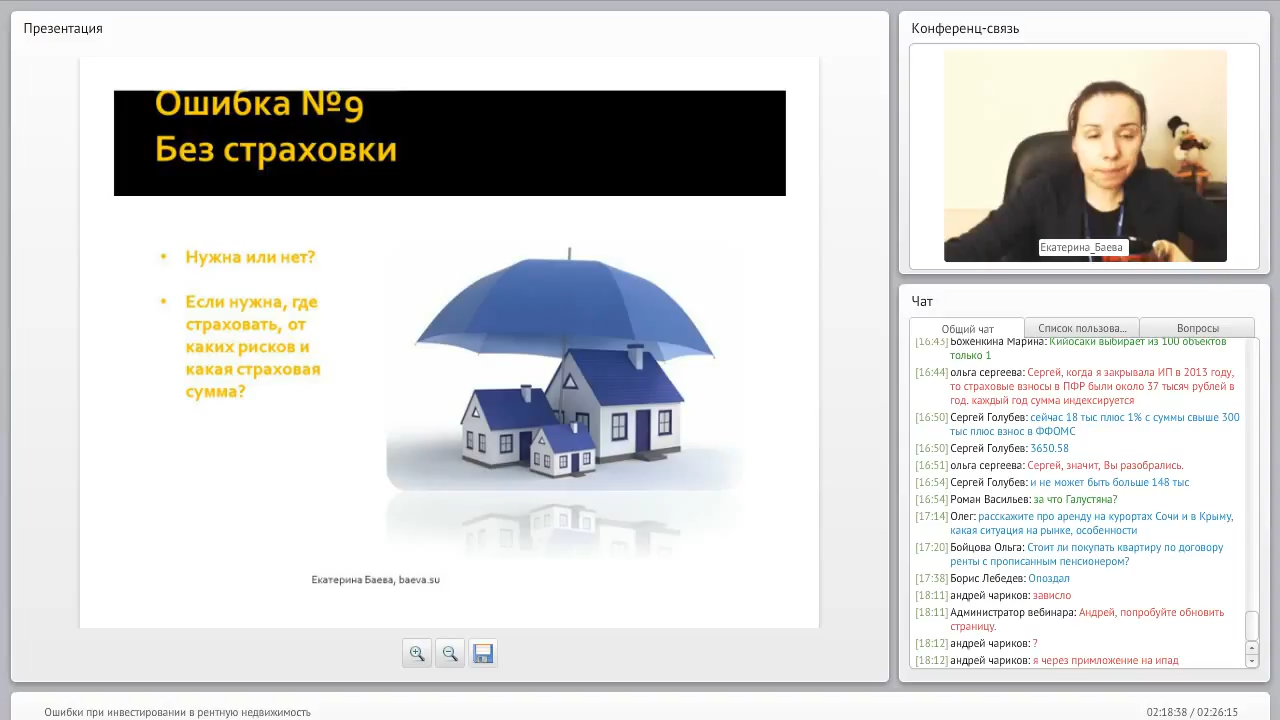 Презентация
Ошибка №9
Без страховки
• Нужна или нет?
• Если нужна, где
страховать, от
каких рисков и
какая страховая
сумма?
Екатерина Баева, baeva.su
Конференц-связь
Екатерина_Баева
Чат
Общий чат
Список пользова...
Вопросы
[16:43] Боженкина Марина: Кийосаки выбирает из 100 объектов
только 1
[16:44] ольга сергеева: Сергей, когда я закрывала ИП в 2013 году,
то страховые взносы в ПФР были около 37 тысяч рублей в
год. каждый год сумма индексируется
[16:50] Сергей Голубев: сейчас 18 тыс плюс 1% с суммы свыше 300
тыс плюс взнос в ФФОМС
[16:50] Сергей Голубев: 3650.58
[16:51] ольга сергеева: Сергей, значит, Вы разобрались.
[16:54] Сергей Голубев: и не может быть больше 148 тыс
[16:54] Роман Васильев: за что Галустяна?
[17:14] Олег: расскажите про аренду на курортах Сочи и в Крыму,
какая ситуация на рынке, особенности
[17:20] Бойцова Ольга: Стоит ли покупать квартиру по договору
ренты с прописанным пенсионером?
[17:38] Борис Лебедев: Опоздал
[18:11] андрей чариков: зависло
[18:11] Администратор вебинара: Андрей, попробуйте обновить
страницу.
[18:12] андрей чариков: ?
[18:12] андрей чариков: я через примложение на ипад
Ошибки при инвестировании в рентную недвижимость
02:18:38 / 02:26:15